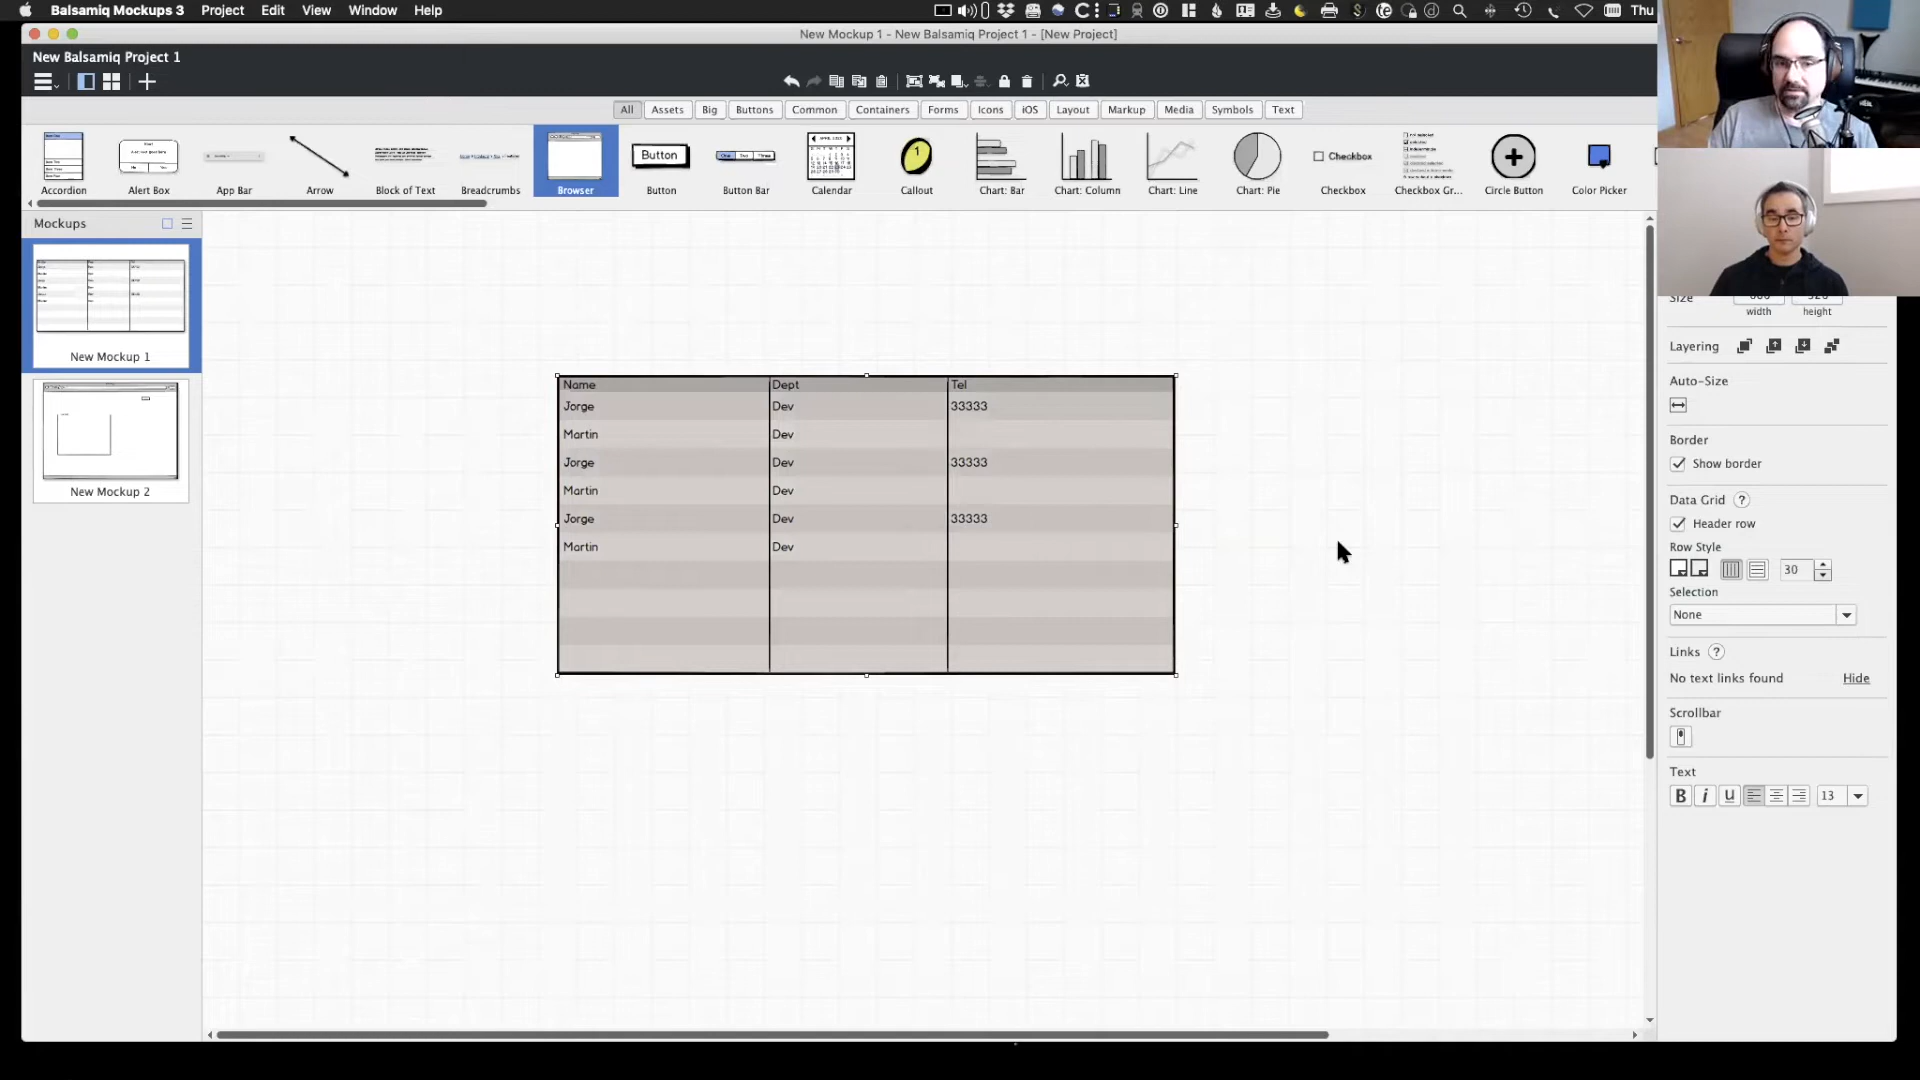 Balsamiq Mockups 3 Project Edit View Window Help Thu
New Mockup 1 - New Balsamiq Project 1 - [New Project]
New Balsamiq Project 1
All Assets Big Buttons Common Containers Forms Icons iOS Layout Markup Media Symbols Text
Button
1
Checkbox
Accordion Alert Box App Bar Arrow Block of Text Breadcrumbs Browser Button Button Bar Calendar Callout Chart: Bar Chart: Column Chart: Line Chart: Pie Checkbox Checkbox Gr... Circle Button Color Picker
Mockups
New Mockup 1
New Mockup 2
Name Dept Tel
Jorge Dev 33333
Martin Dev
Jorge Dev 33333
Martin Dev
Jorge Dev 33333
Martin Dev
Size
width height
Layering
Auto-Size
Border
Show border
Data Grid ?
Header row
Row Style
30
Selection
None
Links ?
No text links found Hide
Scrollbar
Text
B i U 13